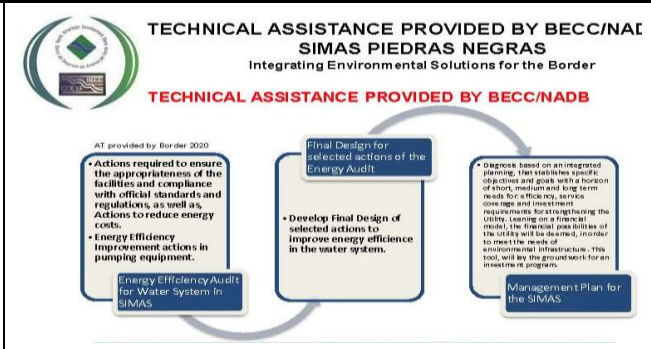 TECHNICAL ASSISTANCE PROVIDED BY BECC/NAD
SIMAS PIEDRAS NEGRAS
Integrating Environmental Solutions for the Border
TECHNICAL ASSISTANCE PROVIDED BY BECC/NADB
AT provided by Border 2020
• Actions required to ensure
the appropriateness of the
facilities and compliance
with official standards and
regulations, as well as,
Actions to reduce energy
costs.
• Energy Efficiency
Improvement actions in
pumping equipment.
Energy Efficiency Audit
for Water System in
SIMAS
Final Design for
selected actions of the
Energy Audit
• Develop Final Design of
selected actions to
improve energy efficience
in the water system.
• Diagnosis based on an integrated
planning, that stablishes specific
objectives and goals with a horizon
of short, medium and long term
needs for: efficiency, service
coverage and investment
requirements for strengthening the
Utility. Leaning on a financial
model, the financial possibilities of
the Utility will be deemed, in order
to meet the needs of
environmental infrastructure. This
tool, will lay the groundwork for an
investment program.
Management Plan for
the SIMAS